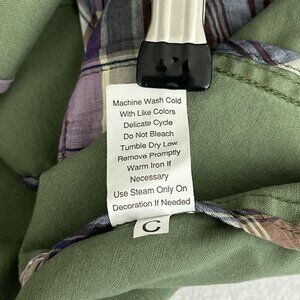 Machine Wash Cold
With Like Colors
Delicate Cycle
Do Not Bleach
Tumble Dry Low
Remove Promptly
Warm Iron If
Necessary
Use Steam Only On
Decoration If Needed
C